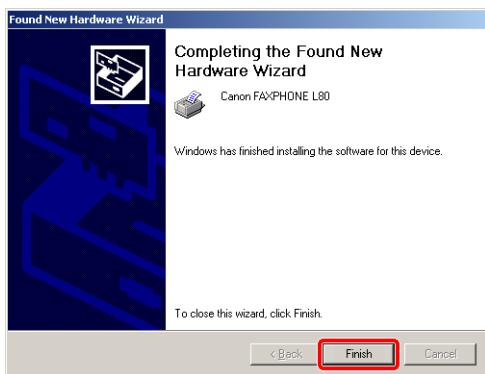 Found New Hardware Wizard
Completing the Found New
Hardware Wizard
Canon FAXPHONE L80
Windows has finished installing the software for this device.
To close this wizard, click Finish.
< Back
Finish
Cancel